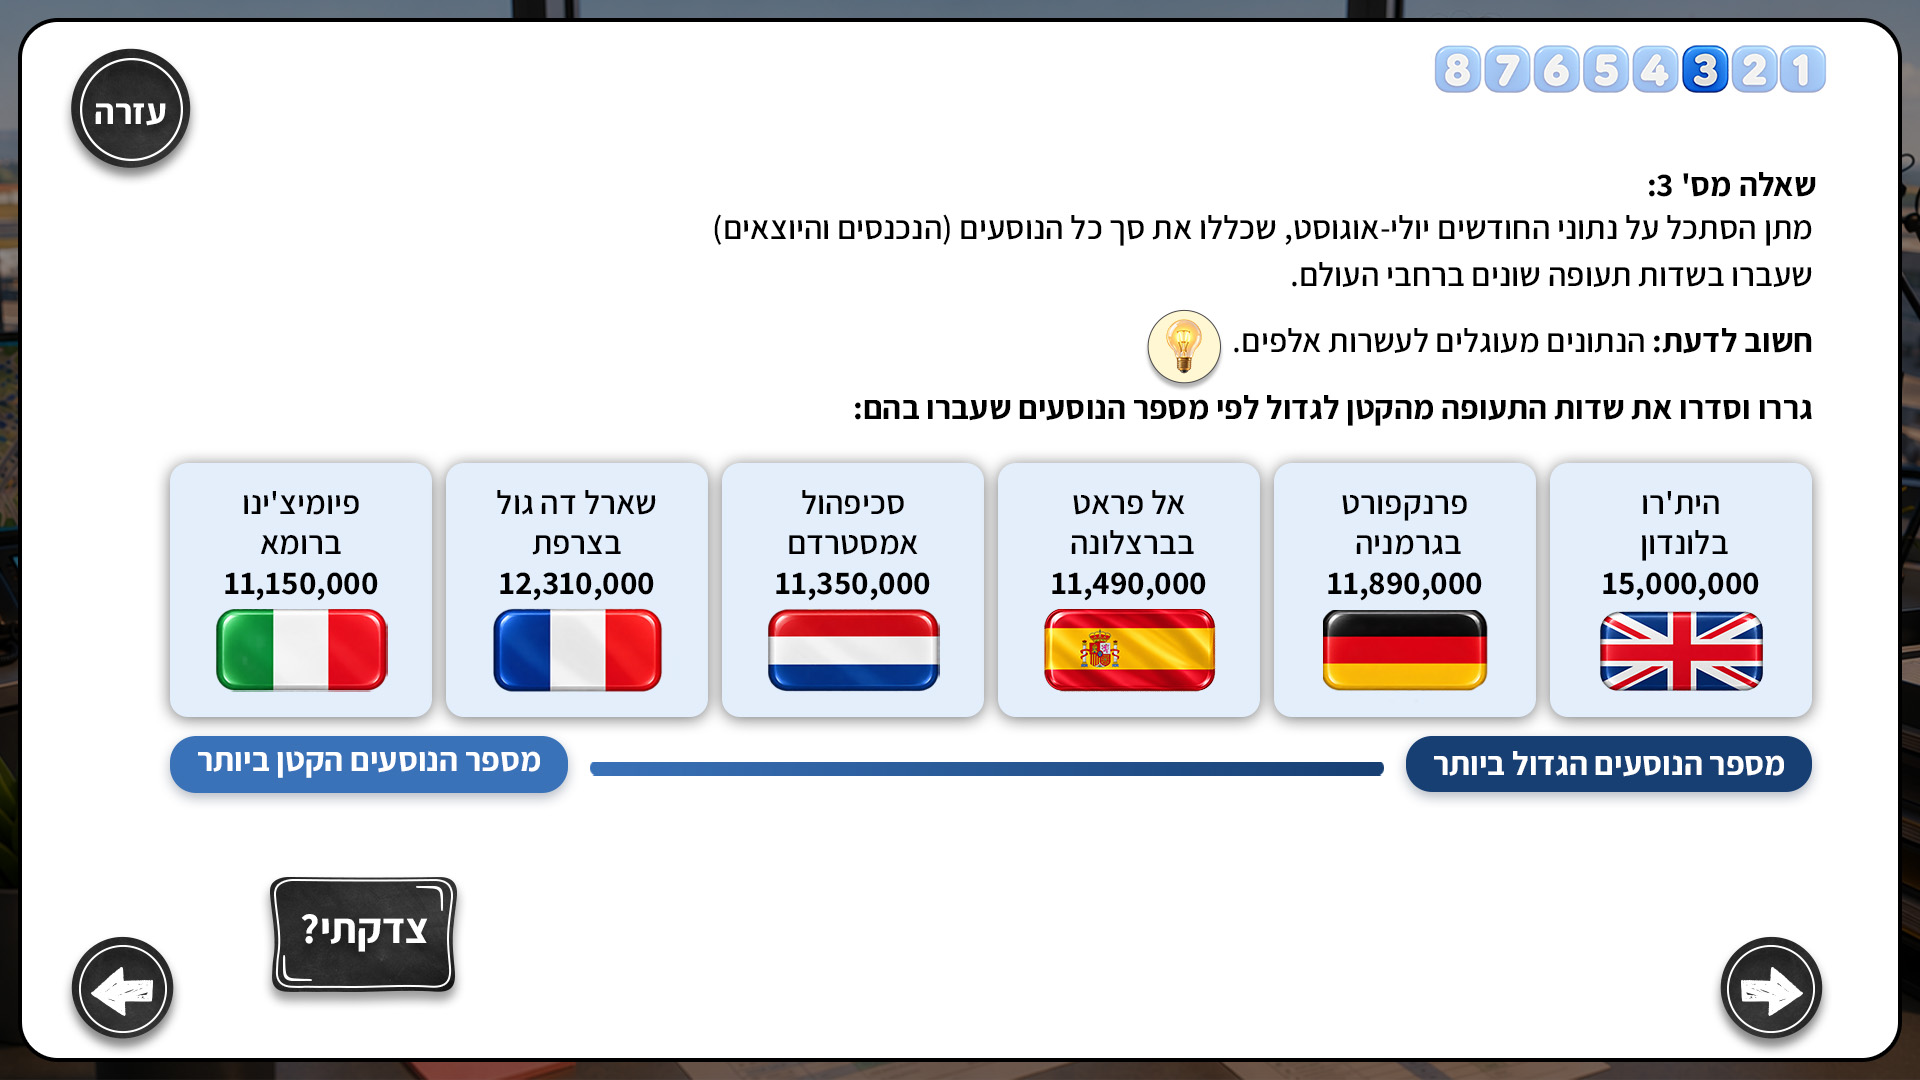 1 2 3 4 5 6 7 8
עזרה
שאלה מס' 3:
מתן הסתכל על נתוני החודשים יולי-אוגוסט, שכללו את סך כל הנוסעים (הנכנסים והיוצאים)
שעברו בשדות תעופה שונים ברחבי העולם.
חשוב לדעת: הנתונים מעוגלים לעשרות אלפים.
גררו וסדרו את שדות התעופה מהקטן לגדול לפי מספר הנוסעים שעברו בהם:
הית'רו
בלונדון
15,000,000
פרנקפורט
בגרמניה
11,890,000
אל פראט
בברצלונה
11,490,000
סכיפהול
אמסטרדם
11,350,000
שארל דה גול
בצרפת
12,310,000
פיומיצ'ינו
ברומא
11,150,000
מספר הנוסעים הגדול ביותר
מספר הנוסעים הקטן ביותר
צדקתי?